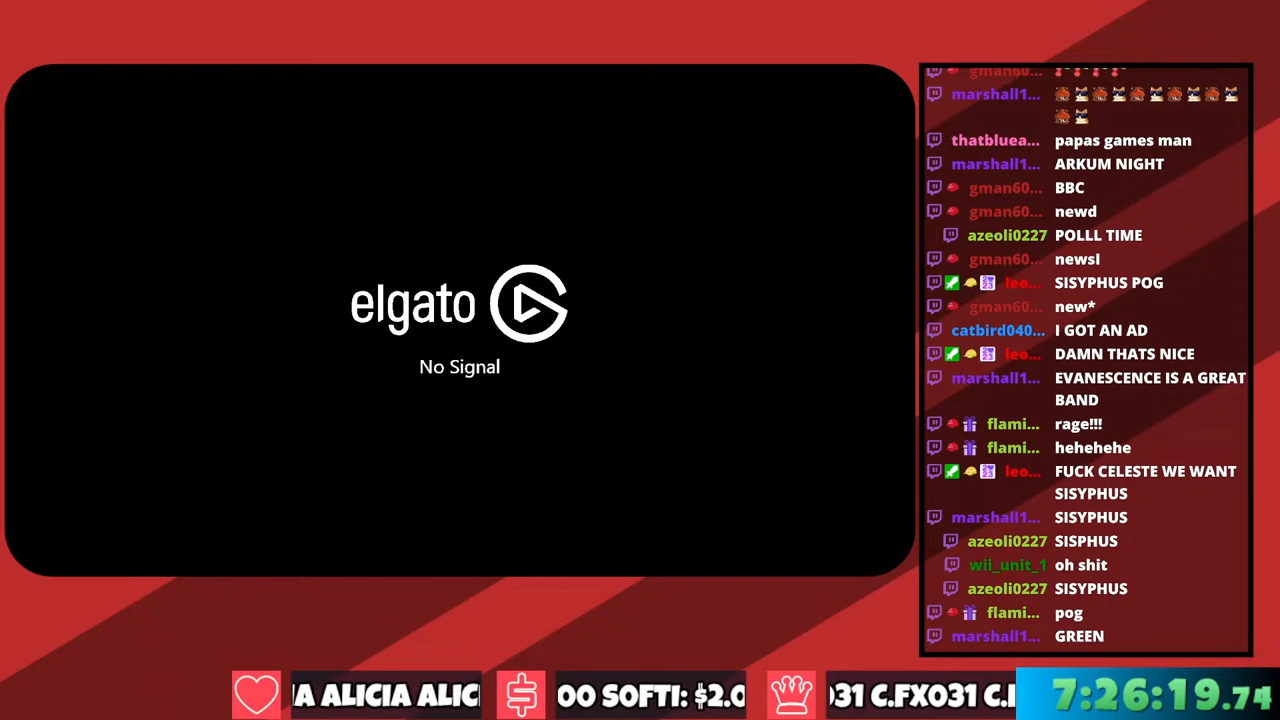 elgato
No Signal
gman60...
marshall1...
thatbluea... papas games man
marshall1... ARKUM NIGHT
gman60... BBC
gman60... newd
azeoli0227 POLLL TIME
gman60... newsl
leo... SISYPHUS POG
gman60... new*
catbird040... I GOT AN AD
leo... DAMN THATS NICE
marshall1... EVANESCENCE IS A GREAT
BAND
flami... rage!!!
flami... hehehehe
leo... FUCK CELESTE WE WANT
SISYPHUS
marshall1... SISYPHUS
azeoli0227 SISPHUS
wii_unit_1 oh shit
azeoli0227 SISYPHUS
flami... pog
marshall1... GREEN
IA ALICIA ALIC 00 SOFTI: $2.0 031 C.FX031 C. 7:26:19.74